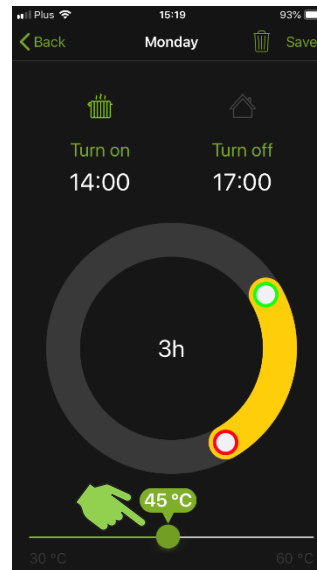 Plus 15:19 93%
Back Monday Save
Turn on Turn off
14:00 17:00
3h
45 °C
30 °C 60 °C